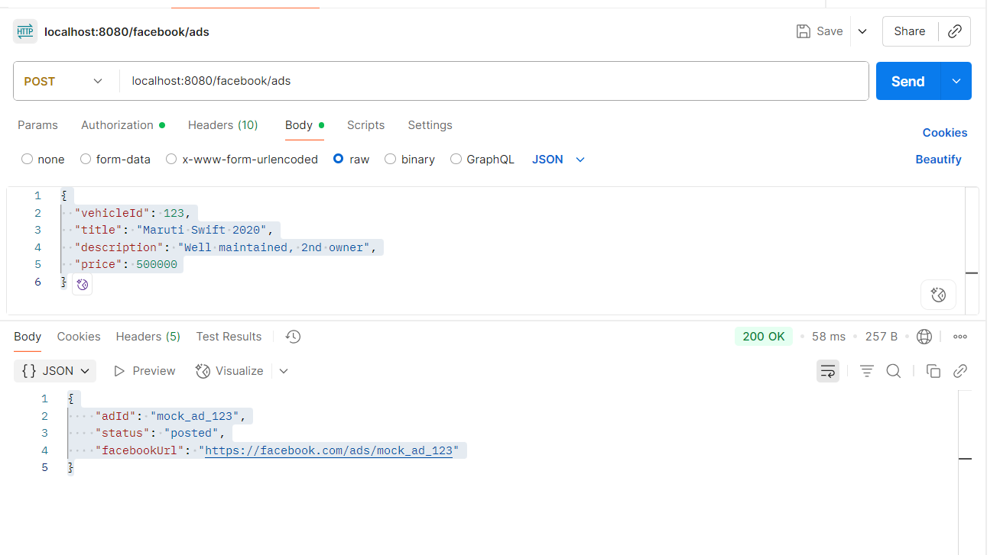 HTTP localhost:8080/facebook/ads Save Share
POST localhost:8080/facebook/ads Send
Params Authorization Headers (10) Body Scripts Settings Cookies
none form-data x-www-form-urlencoded raw binary GraphQL JSON Beautify
1 {
2 "vehicleId": 123,
3 "title": "Maruti Swift 2020",
4 "description": "Well maintained, 2nd owner",
5 "price": 500000
6 }
Body Cookies Headers (5) Test Results 200 OK • 58 ms • 257 B •
{} JSON Preview Visualize
1 {
2 "adId": "mock_ad_123",
3 "status": "posted",
4 "facebookUrl": "https://facebook.com/ads/mock_ad_123"
5 }